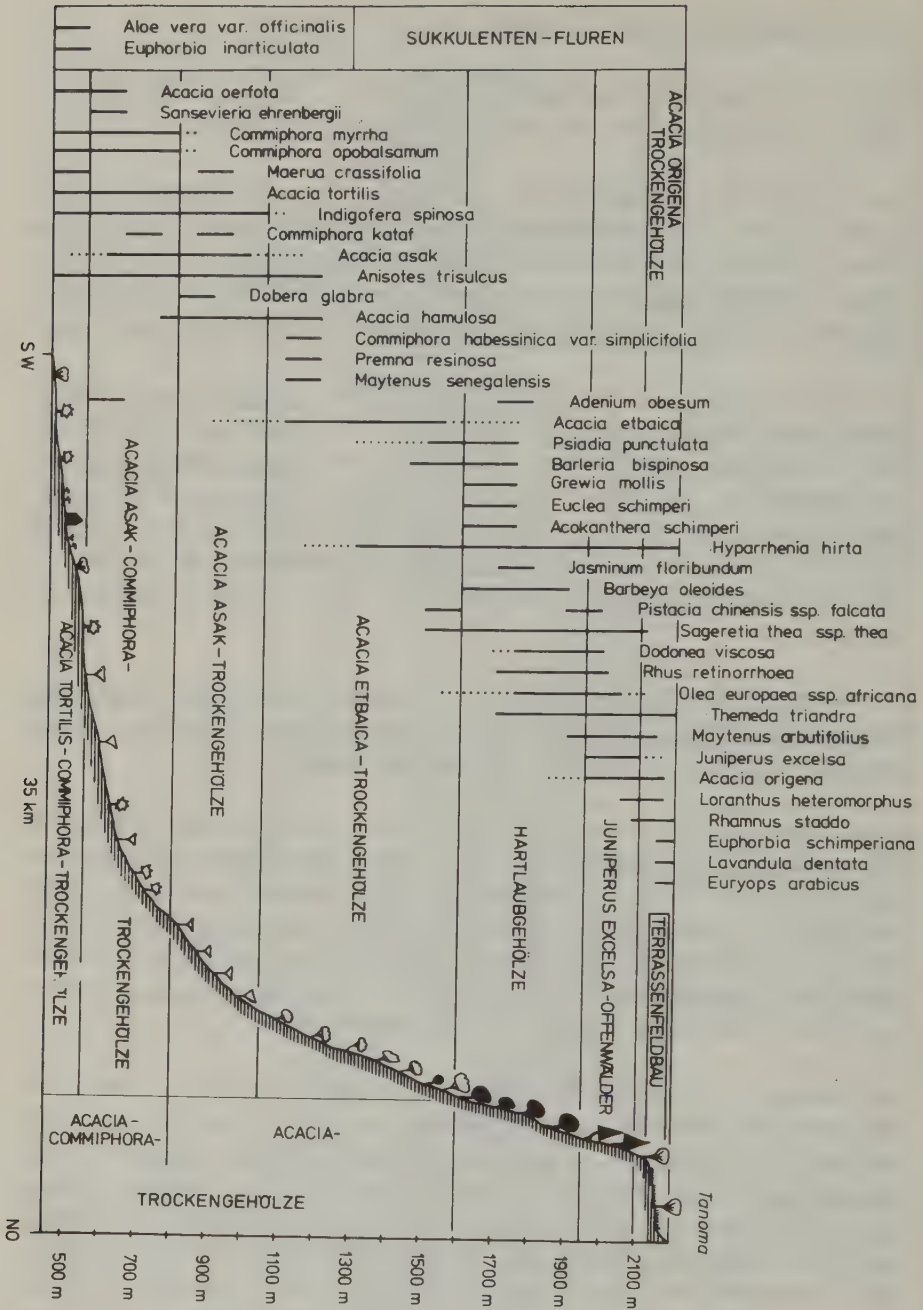 Aloe vera var. officinalis
Euphorbia inarticulata
SUKKULENTEN-FLUREN
Acacia oerfota
Sansevieria ehrenbergii
Commiphora myrrha
Commiphora opobalsamum
Maerua crassifolia
Acacia tortilis
Indigofera spinosa
Commiphora kataf
Acacia asak
Anisotes trisulcus
Dobera glabra
Acacia hamulosa
Commiphora habessinica var. simplicifolia
Premna resinosa
Maytenus senegalensis
Adenium obesum
Acacia etbaica
Psiadia punctulata
Barleria bispinosa
Grewia mollis
Euclea schimperi
Acokanthera schimperi
Hyparrhenia hirta
Jasminum floribundum
Barbeya oleoides
Pistacia chinensis ssp. falcata
Sageretia thea ssp. thea
Dodonea viscosa
Rhus retinorrhoea
Olea europaea ssp. africana
Themeda triandra
Maytenus arbutifolius
Juniperus excelsa
Acacia origena
Loranthus heteromorphus
Rhamnus staddo
Euphorbia schimperiana
Lavandula dentata
Euryops arabicus
ACACIA ORIGENA
TROCKENGEHÖLZE
SW
35 km
NO
ACACIA TORTILIS-COMMIPHORA-TROCKENGEHÖLZE
ACACIA ASAK-COMMIPHORA-
TROCKENGEHÖLZE
ACACIA ASAK-TROCKENGEHÖLZE
ACACIA ETBAICA-TROCKENGEHÖLZE
HARTLAUBGEHÖLZE
JUNIPERUS EXCELSA-OFFENWÄLDER
TERRASSENFELDBAU
Tanoma
ACACIA-
COMMIPHORA-
ACACIA-
TROCKENGEHÖLZE
500 m
700 m
900 m
1100 m
1300 m
1500 m
1700 m
1900 m
2100 m